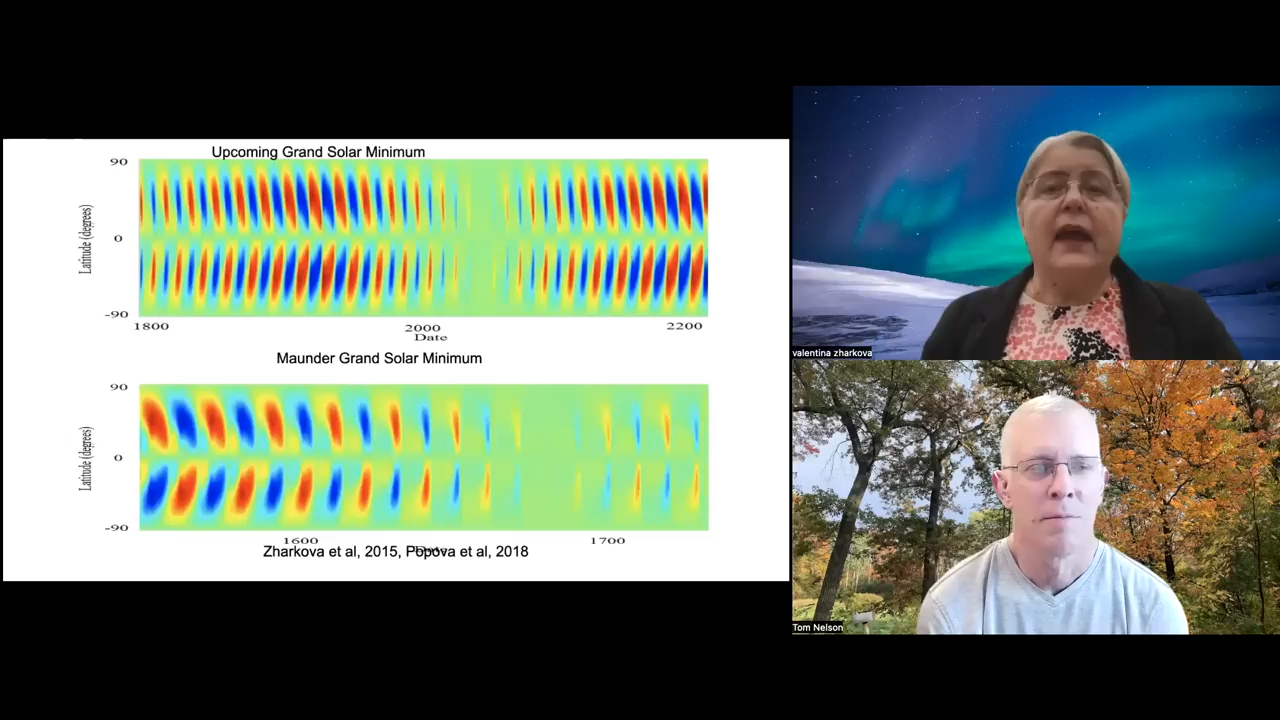 Upcoming Grand Solar Minimum
90
Latitude (degrees)
0
-90
1800
2000
2200
Date
Maunder Grand Solar Minimum
90
Latitude (degrees)
0
-90
1600
1700
Date
Zharkova et al, 2015, Popova et al, 2018
valentina zharkova
Tom Nelson